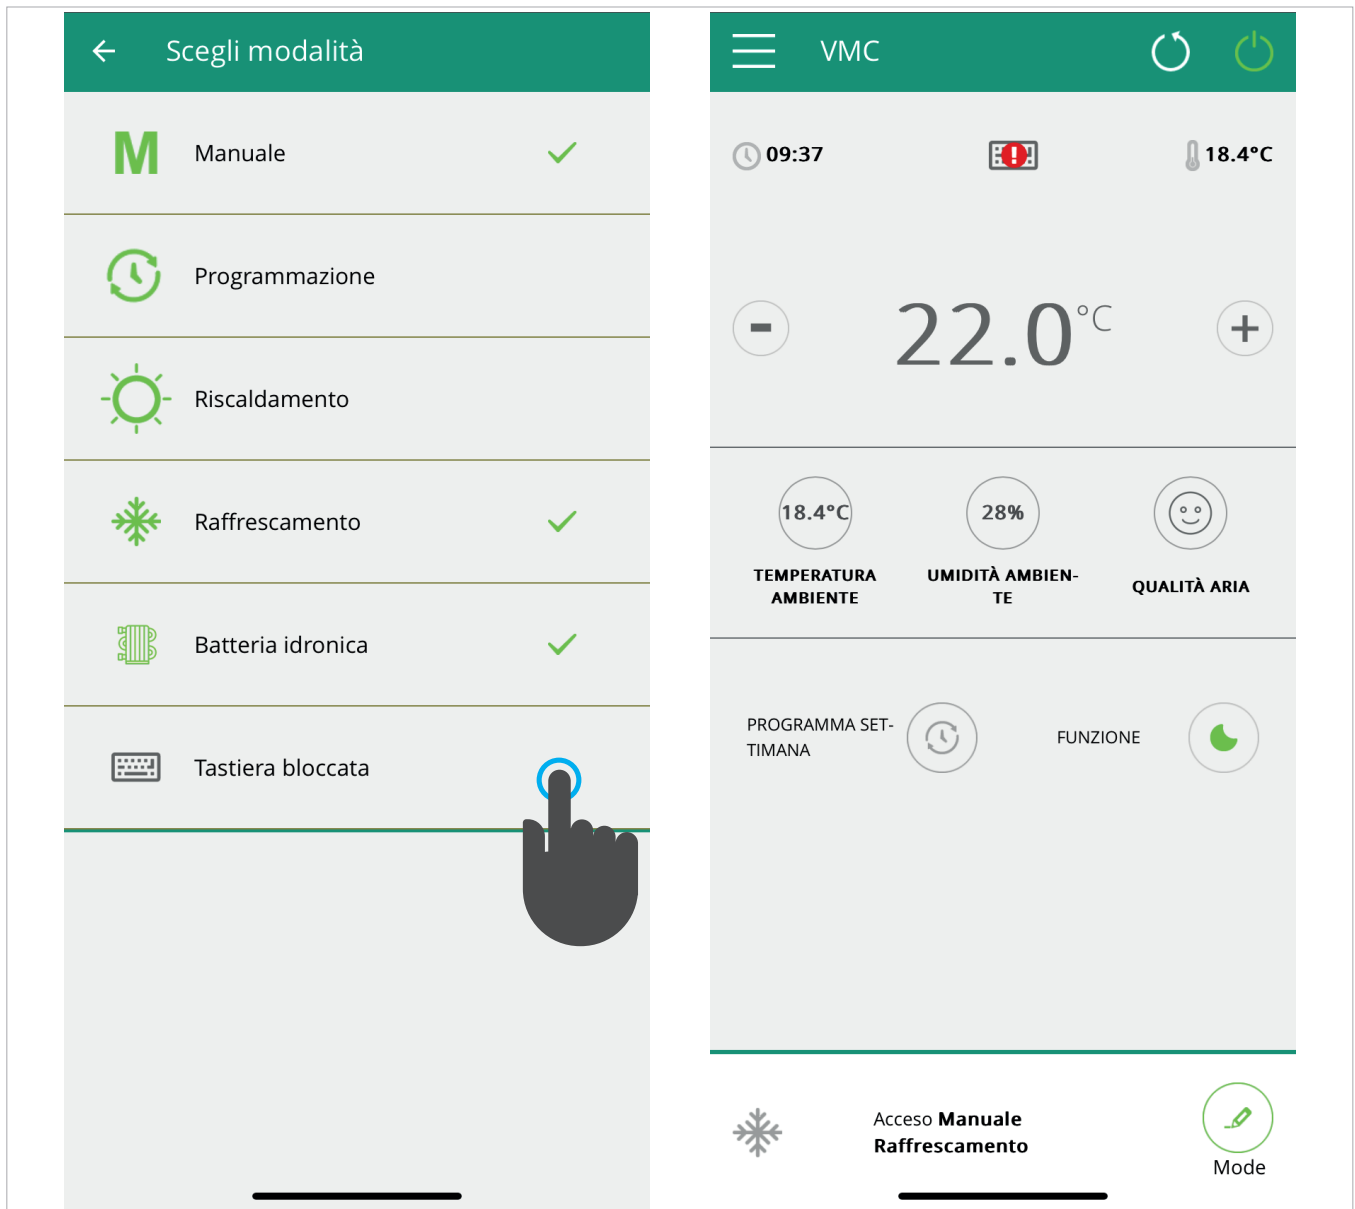 Scegli modalità
M
Manuale
Programmazione
Riscaldamento
Raffrescamento
Batteria idronica
Tastiera bloccata
VMC
09:37
18.4°C
-
22.0°C
+
18.4°C
28%
TEMPERATURA
AMBIENTE
UMIDITÀ AMBIEN-
TE
QUALITÀ ARIA
PROGRAMMA SET-
TIMANA
FUNZIONE
Acceso Manuale
Raffrescamento
Mode